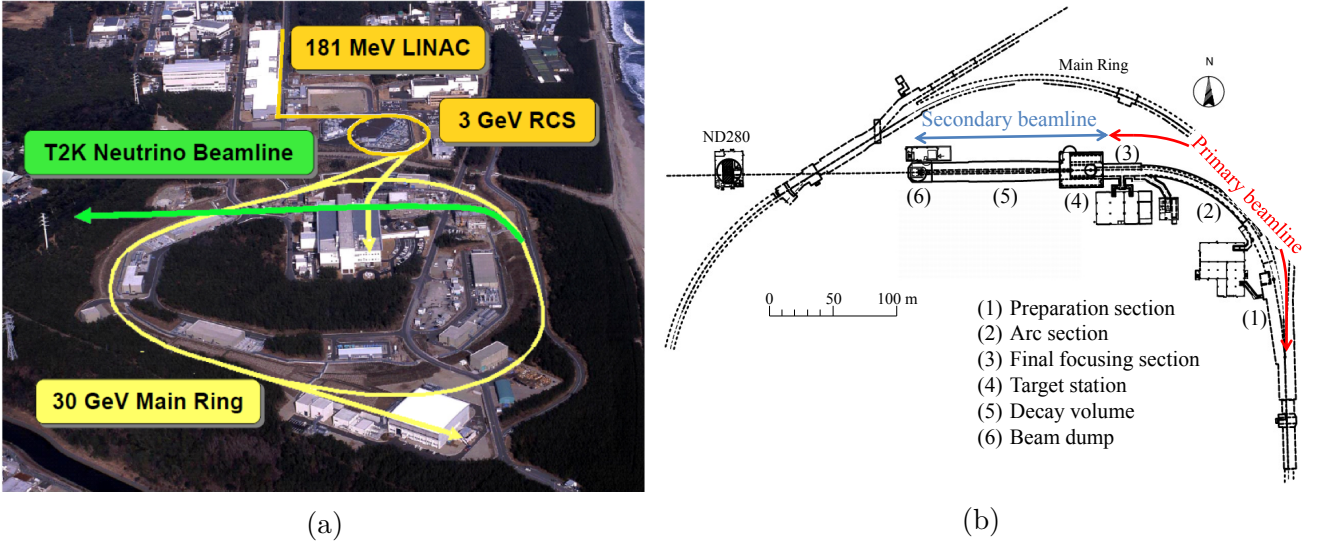 181 MeV LINAC
3 GeV RCS
T2K Neutrino Beamline
30 GeV Main Ring
(a)
Main Ring
N
Secondary beamline
ND280
Primary beamline
(3)
(6)
(5)
(4)
(2)
(1)
0 50 100 m
(1) Preparation section
(2) Arc section
(3) Final focusing section
(4) Target station
(5) Decay volume
(6) Beam dump
(b)